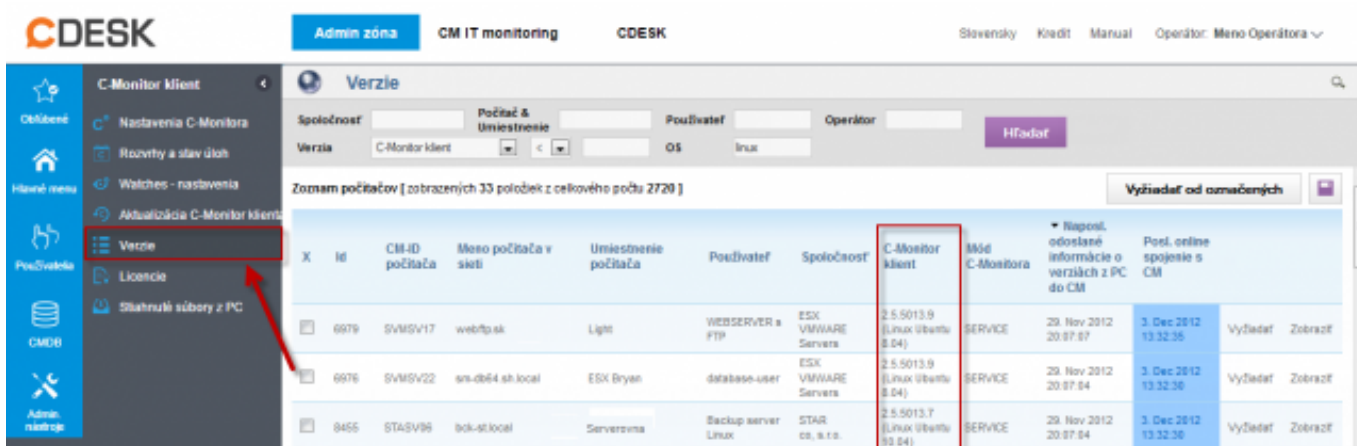 CDESK
Admin zóna CM IT monitoring CDESK
Slovensky Kredit Manual Operátor: Meno Operátora
Obľúbené
Hlavné menu
Používatelia
CMDB
Admin. nástroje
C-Monitor klient
Nastavenia C-Monitora
Rozvrhy a stav úloh
Watches - nastavenia
Aktualizácia C-Monitor klienta
Verzie
Licencie
Stiahnuté súbory z PC
Verzie
Spoločnosť Počítač & Umiestnenie Používateľ Operátor
Verzia C-Monitor klient < OS linux
Hľadať
Zoznam počítačov [ zobrazených 33 položiek z celkového počtu 2720 ]
Vyžiadať od označených
X Id CM-ID počítača Meno počítača v sieti Umiestnenie počítača Používateľ Spoločnosť C-Monitor klient Mód C-Monitora Naposl. odoslané informácie o verziách z PC do CM Posl. online spojenie s CM
6979 SVMSV17 webftp.sk Light WEBSERVER a FTP ESX VMWARE Servers 2.5.5013.9 (Linux Ubuntu 8.04) SERVICE 29. Nov 2012 20:07:07 3. Dec 2012 13:32:35 Vyžiadať Zobraziť
6976 SVMSV22 sm-db64.sh.local ESX Bryan database-user ESX VMWARE Servers 2.5.5013.9 (Linux Ubuntu 8.04) SERVICE 29. Nov 2012 20:07:04 3. Dec 2012 13:32:30 Vyžiadať Zobraziť
8455 STASV96 bck-st.local Serverovna Backup server Linux STAR co, s.r.o. 2.5.5013.7 (Linux Ubuntu 10.04) SERVICE 29. Nov 2012 20:07:04 3. Dec 2012 13:32:30 Vyžiadať Zobraziť